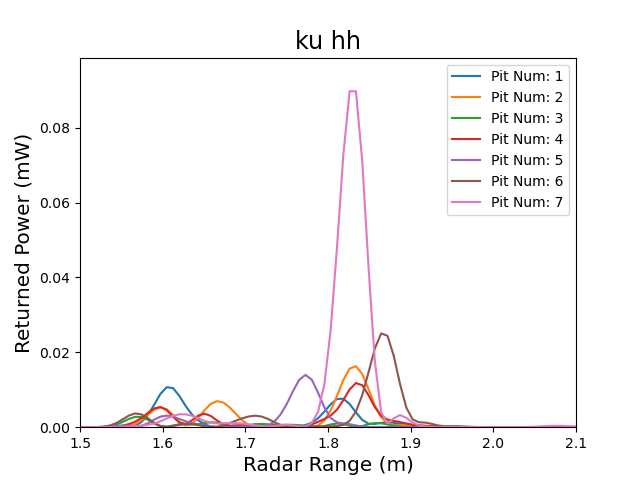 ku hh
Returned Power (mW)
0.08
0.06
0.04
0.02
0.00
1.5 1.6 1.7 1.8 1.9 2.0 2.1
Radar Range (m)
Pit Num: 1
Pit Num: 2
Pit Num: 3
Pit Num: 4
Pit Num: 5
Pit Num: 6
Pit Num: 7